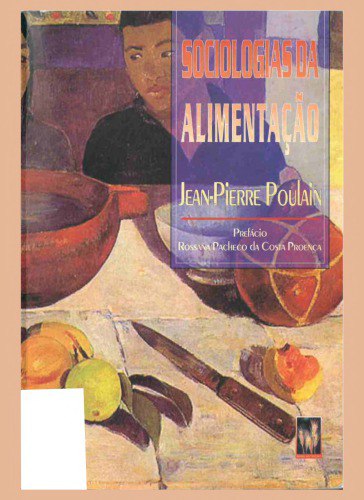 SOCIOLOGIAS DA
ALIMENTAÇÃO
JEAN-PIERRE POULAIN
PREFÁCIO
ROSSANA PACHECO DA COSTA PROENÇA